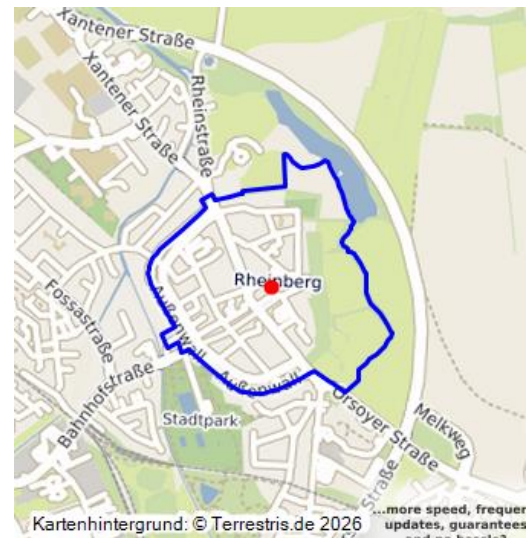 Xantener Straße
Xantener Straße
Rheinstraße
Rheinberg
Fossastraße
Außenwall
Außenwall
Bahnhofstraße
Stadtpark
Orsoyer Straße
Melkweg
Straße
...more speed, frequen
updates, guarantees
Kartenhintergrund: © Terrestris.de 2026